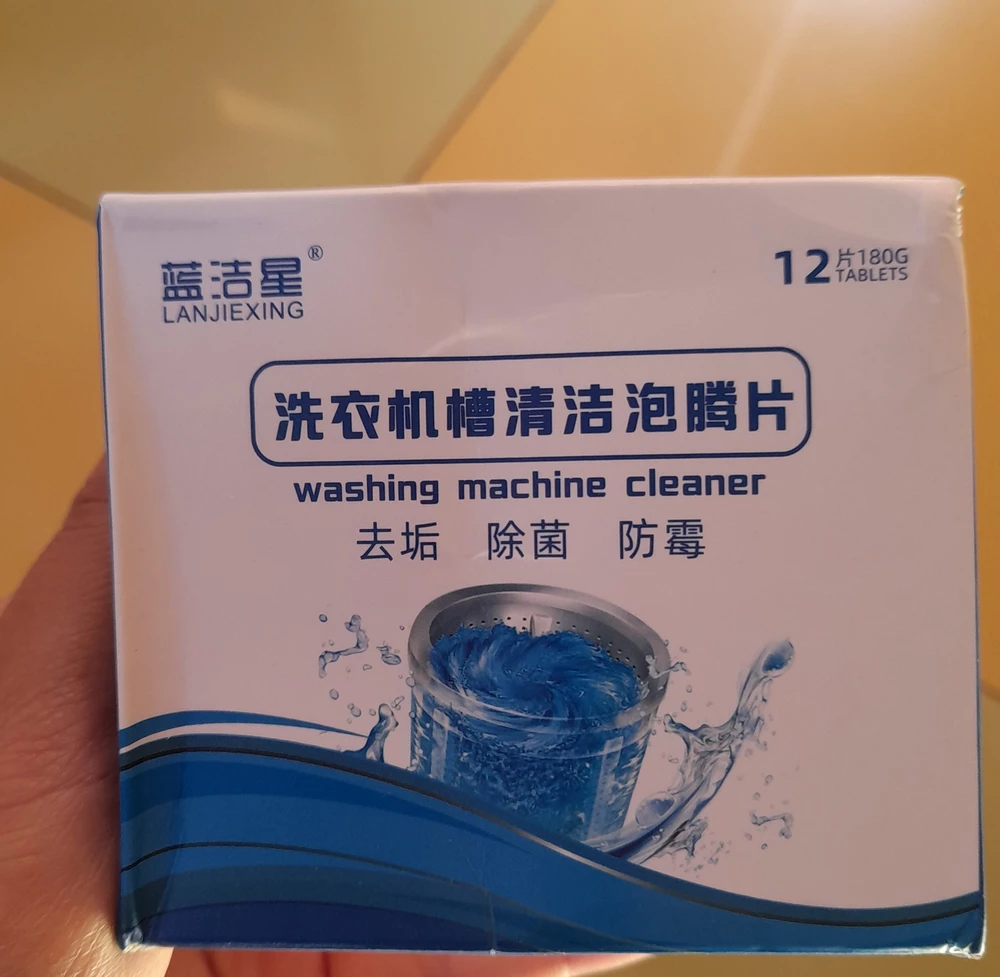 蓝洁星®
LANJIEXING
12片180G
TABLETS
洗衣机槽清洁泡腾片
washing machine cleaner
去垢 除菌 防霉